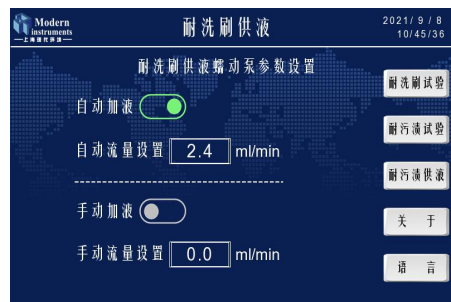 Modern
instruments
上海现代环境
耐洗刷供液
2021/ 9 / 8
10/45/36
耐洗刷供液蠕动泵参数设置
自动加液
自动流量设置 2.4 ml/min
手动加液
手动流量设置 0.0 ml/min
耐洗刷试验
耐污渍试验
耐污渍供液
关 于
语 言